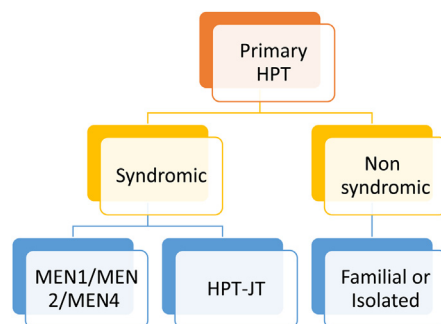 Primary
HPT
Syndromic
Non
syndromic
MEN1/MEN
2/MEN4
HPT-JT
Familial or
Isolated